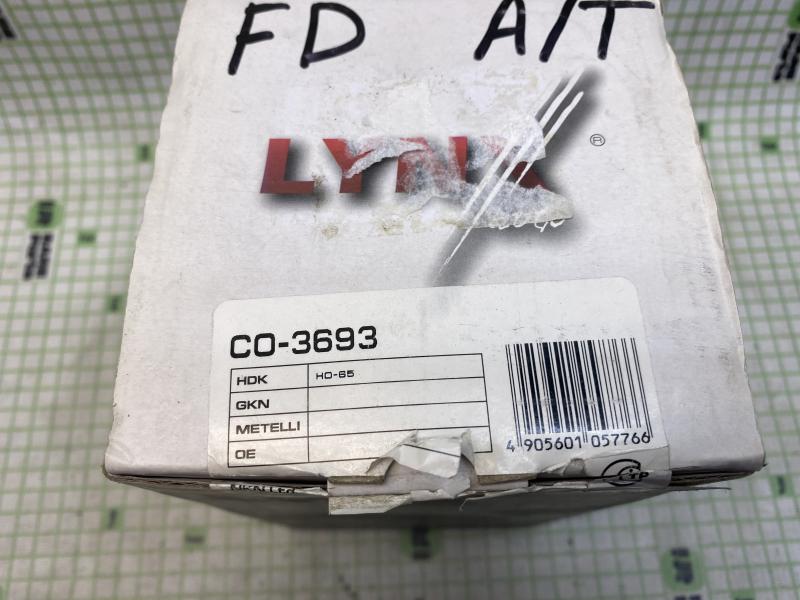 FD A/T
LYNX
®
CO-3693
HDK HO-65
GKN
METELLI
OE
4 905601 057766